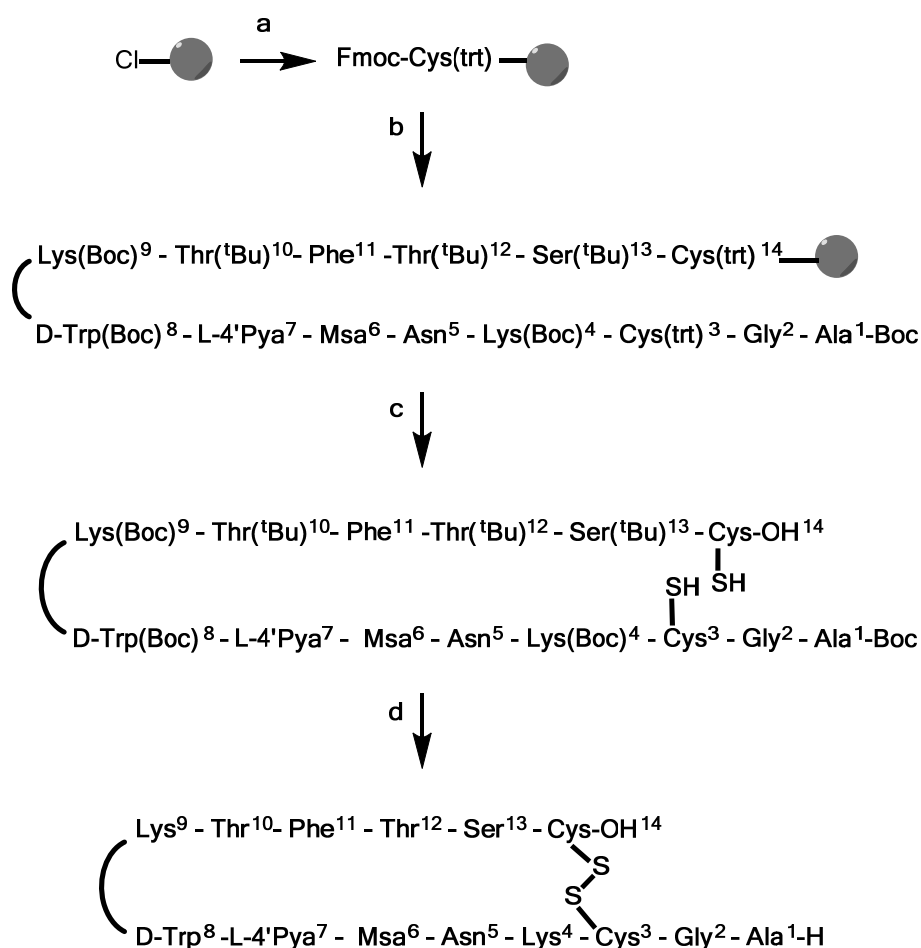 a
Cl Fmoc-Cys(trt)
b
Lys(Boc)⁹ - Thr(ᵗBu)¹⁰- Phe¹¹ -Thr(ᵗBu)¹² - Ser(ᵗBu)¹³ - Cys(trt) ¹⁴
D-Trp(Boc)⁸ - L-4'Pya⁷ - Msa⁶ - Asn⁵ - Lys(Boc)⁴ - Cys(trt) ³ - Gly² - Ala¹-Boc
c
Lys(Boc)⁹ - Thr(ᵗBu)¹⁰- Phe¹¹ -Thr(ᵗBu)¹² - Ser(ᵗBu)¹³ - Cys-OH¹⁴
SH SH
D-Trp(Boc)⁸ - L-4'Pya⁷ - Msa⁶ - Asn⁵ - Lys(Boc)⁴ - Cys³ - Gly² - Ala¹-Boc
d
Lys⁹ - Thr¹⁰- Phe¹¹ - Thr¹² - Ser¹³ - Cys-OH¹⁴
S
S
D-Trp⁸ -L-4'Pya⁷ - Msa⁶ - Asn⁵ - Lys⁴ - Cys³ - Gly² - Ala¹-H